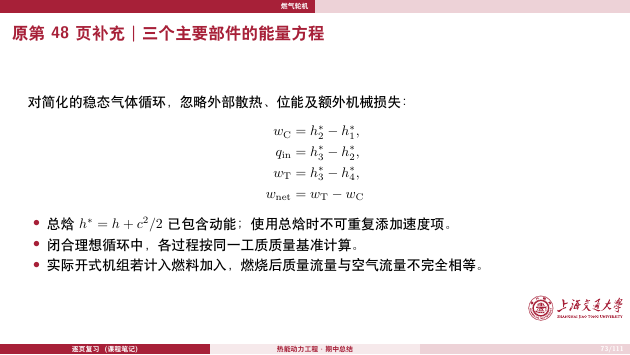 燃气轮机
原第 48 页补充 | 三个主要部件的能量方程
对简化的稳态气体循环，忽略外部散热、位能及额外机械损失：
w_C = h_2^* − h_1^*,
q_in = h_3^* − h_2^*,
w_T = h_3^* − h_4^*,
w_net = w_T − w_C
• 总焓 h^* = h + c^2/2 已包含动能；使用总焓时不可重复添加速度项。
• 闭合理想循环中，各过程按同一工质质量基准计算。
• 实际开式机组若计入燃料加入，燃烧后质量流量与空气流量不完全相等。
上海交通大学
SHANGHAI JIAO TONG UNIVERSITY
逐页复习（课程笔记）
热能动力工程 · 期中总结